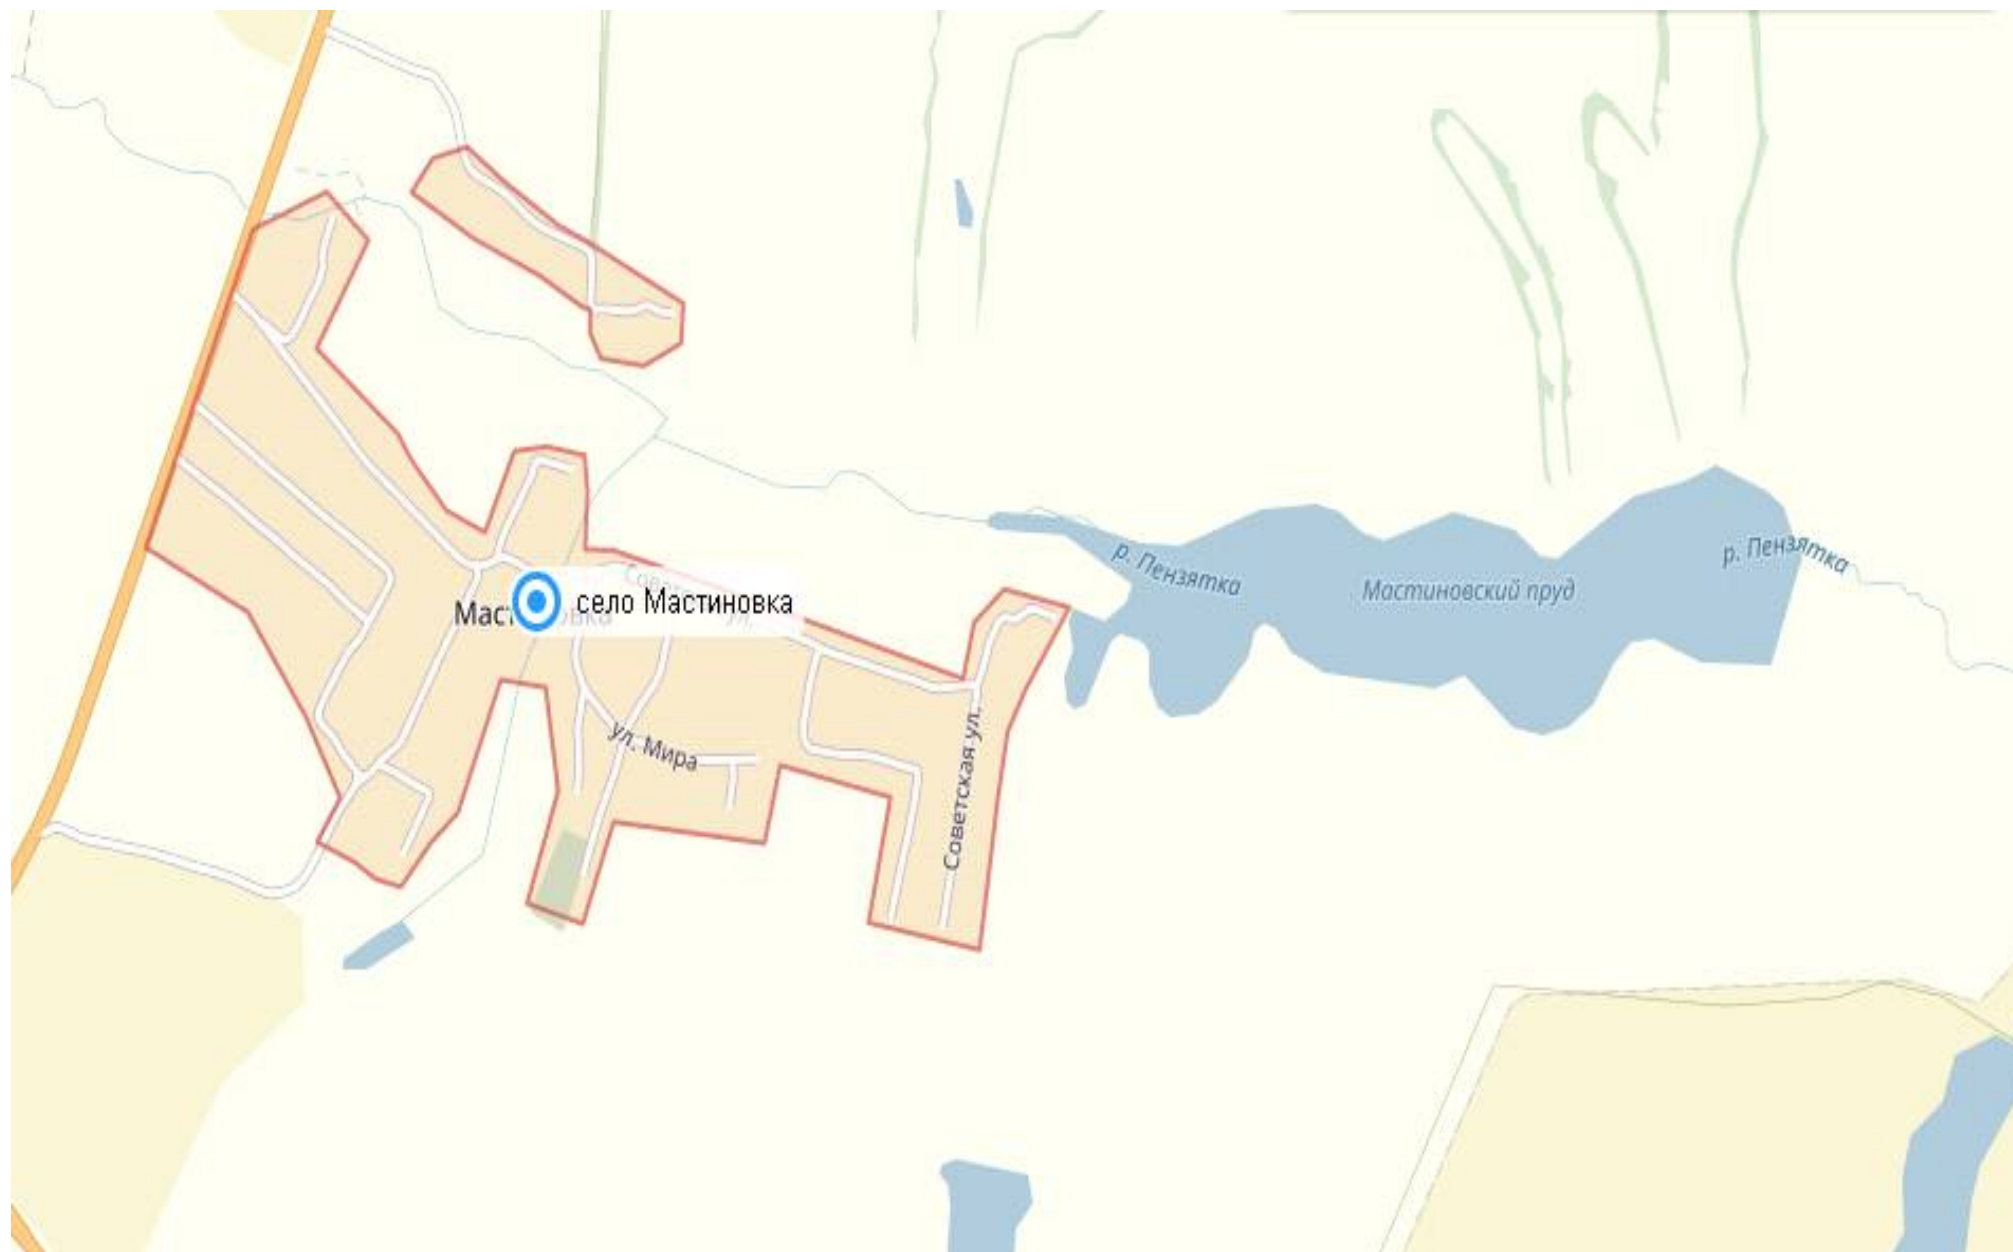 р. Пензятка
р. Пензятка
Мастиновский пруд
село Мастиновка
ул. Мира
Советская ул.